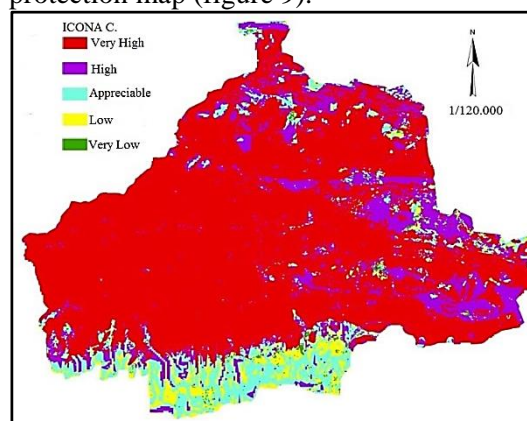 protection map (figure 9).
ICONA C.
Very High
High
Appreciable
Low
Very Low
N
1/120.000